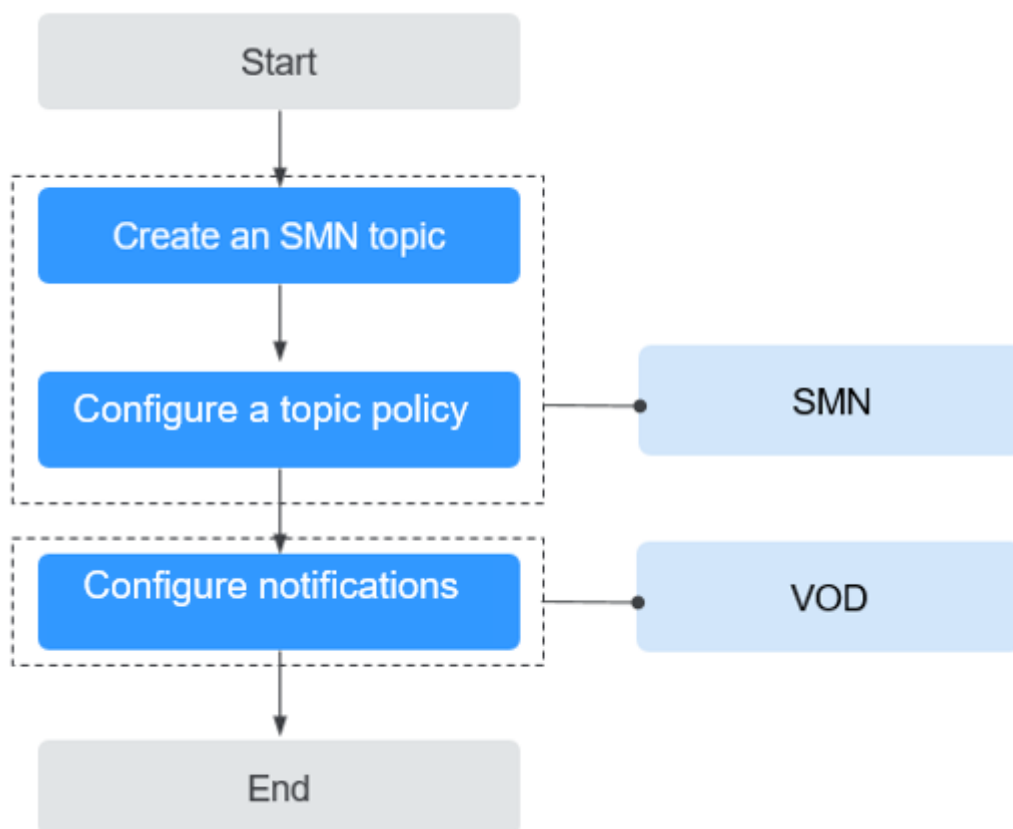 Start
Create an SMN topic
Configure a topic policy
SMN
Configure notifications
VOD
End